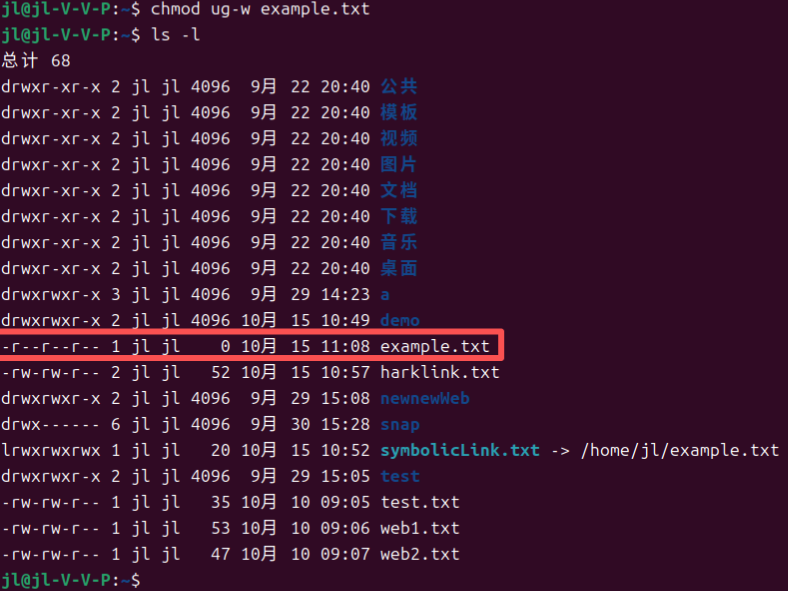 jl@jl-V-V-P:~$ chmod ug-w example.txt
jl@jl-V-V-P:~$ ls -l
总计 68
drwxr-xr-x 2 jl jl 4096  9月 22 20:40 公共
drwxr-xr-x 2 jl jl 4096  9月 22 20:40 模板
drwxr-xr-x 2 jl jl 4096  9月 22 20:40 视频
drwxr-xr-x 2 jl jl 4096  9月 22 20:40 图片
drwxr-xr-x 2 jl jl 4096  9月 22 20:40 文档
drwxr-xr-x 2 jl jl 4096  9月 22 20:40 下载
drwxr-xr-x 2 jl jl 4096  9月 22 20:40 音乐
drwxr-xr-x 2 jl jl 4096  9月 22 20:40 桌面
drwxrwxr-x 3 jl jl 4096  9月 29 14:23 a
drwxrwxr-x 2 jl jl 4096 10月 15 10:49 demo
-r--r--r-- 1 jl jl    0 10月 15 11:08 example.txt
-rw-rw-r-- 2 jl jl   52 10月 15 10:57 harklink.txt
drwxrwxr-x 2 jl jl 4096  9月 29 15:08 newnewWeb
drwx------ 6 jl jl 4096  9月 30 15:28 snap
lrwxrwxrwx 1 jl jl   20 10月 15 10:52 symbolicLink.txt -> /home/jl/example.txt
drwxrwxr-x 2 jl jl 4096  9月 29 15:05 test
-rw-rw-r-- 1 jl jl   35 10月 10 09:05 test.txt
-rw-rw-r-- 1 jl jl   53 10月 10 09:06 web1.txt
-rw-rw-r-- 1 jl jl   47 10月 10 09:07 web2.txt
jl@jl-V-V-P:~$